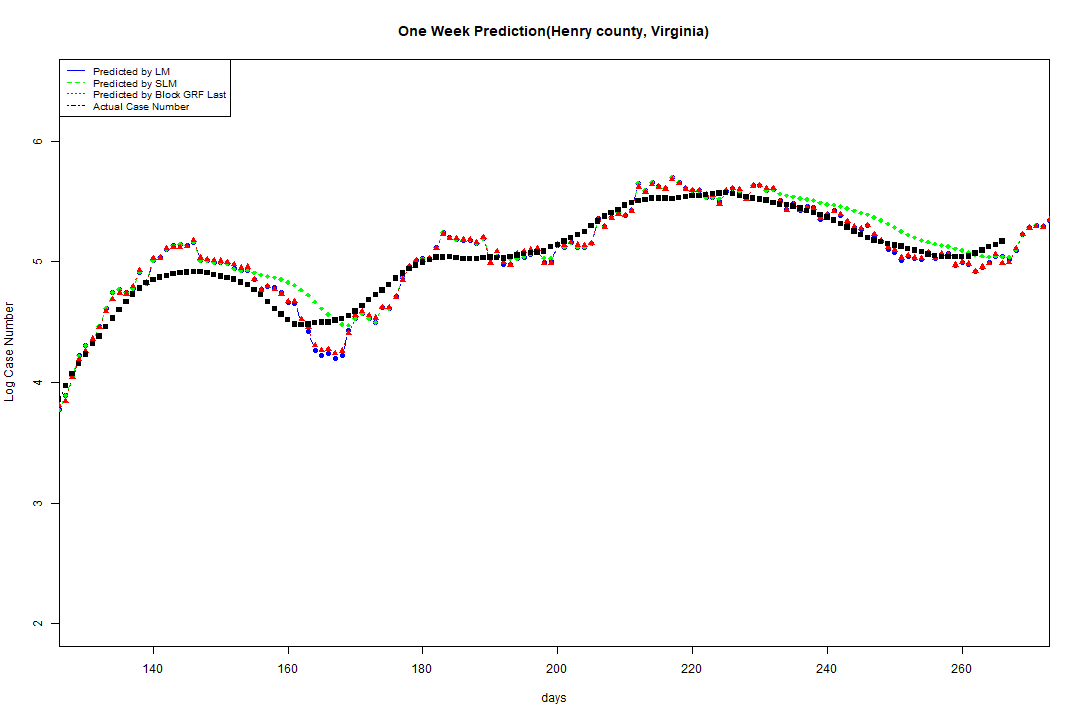 One Week Prediction(Henry county, Virginia)
Predicted by LM
Predicted by SLM
Predicted by Block GRF Last
Actual Case Number
6
5
4
3
2
Log Case Number
140 160 180 200 220 240 260
days